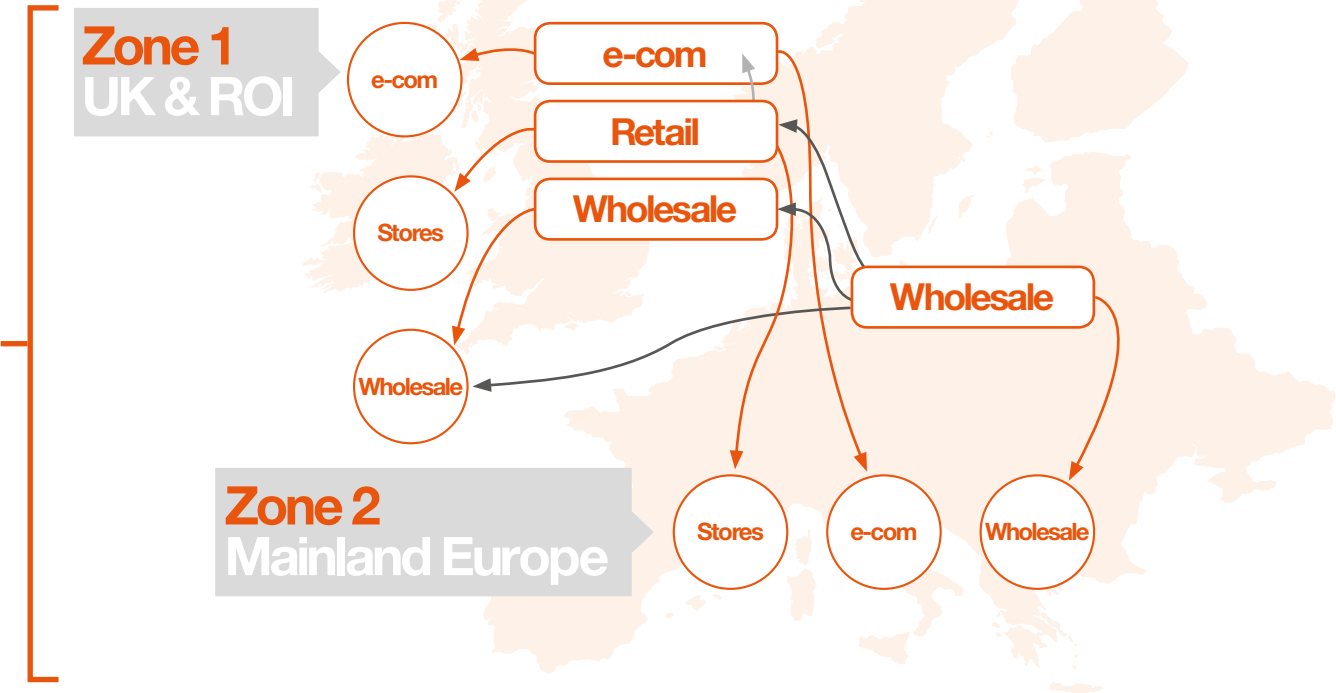 Zone 1
UK & ROI
e-com
Stores
Wholesale
e-com
Retail
Wholesale
Wholesale
Zone 2
Mainland Europe
Stores
e-com
Wholesale